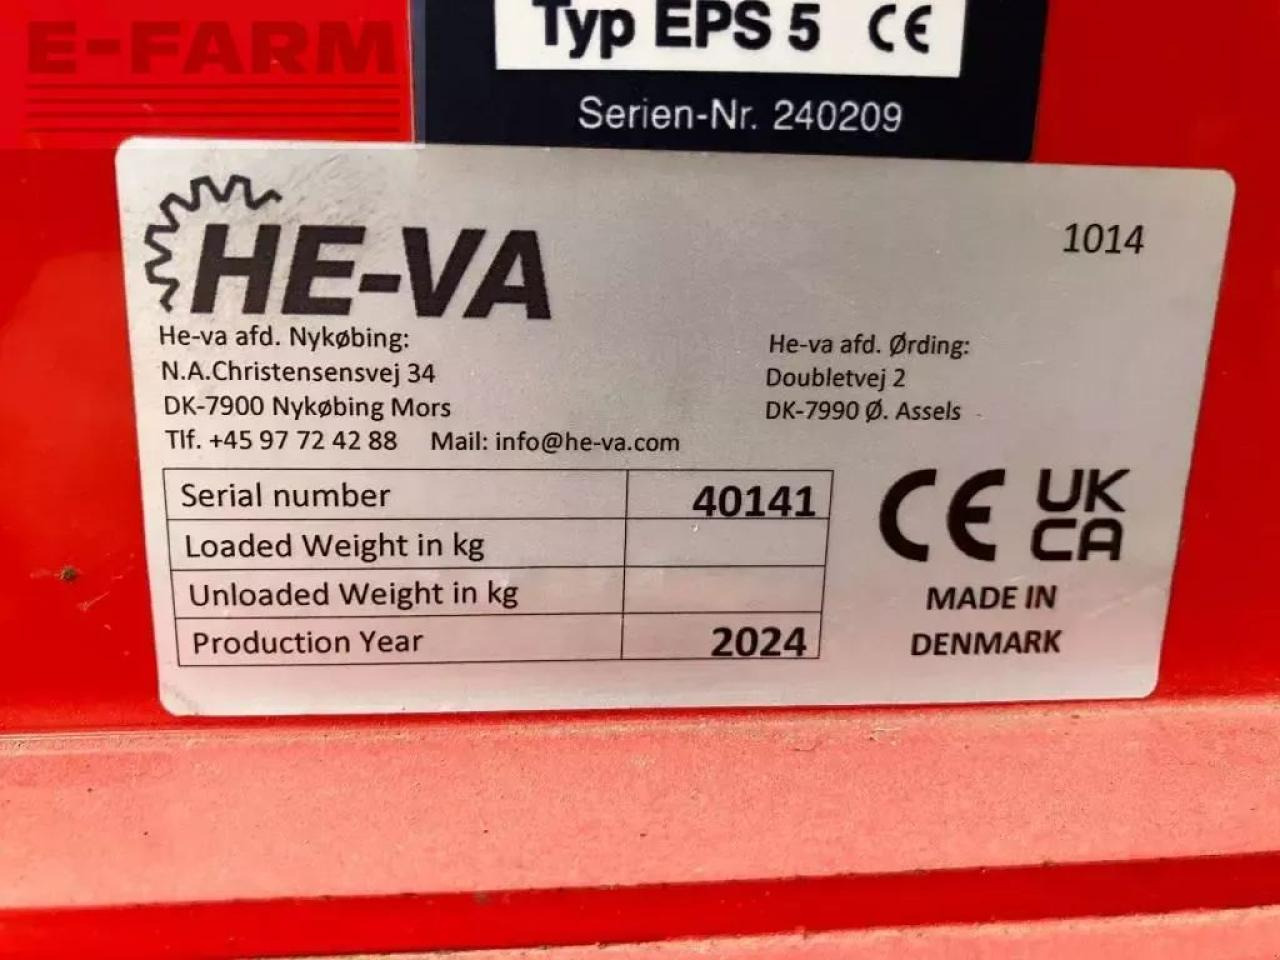 E-FARM
Typ EPS 5 CE
Serien-Nr. 240209
HE-VA
1014
He-va afd. Nykøbing:
N.A.Christensensvej 34
DK-7900 Nykøbing Mors
Tlf. +45 97 72 42 88 Mail: info@he-va.com
He-va afd. Ørding:
Doubletvej 2
DK-7990 Ø. Assels
Serial number 40141
Loaded Weight in kg
Unloaded Weight in kg
Production Year 2024
CE UK
CA
MADE IN
DENMARK